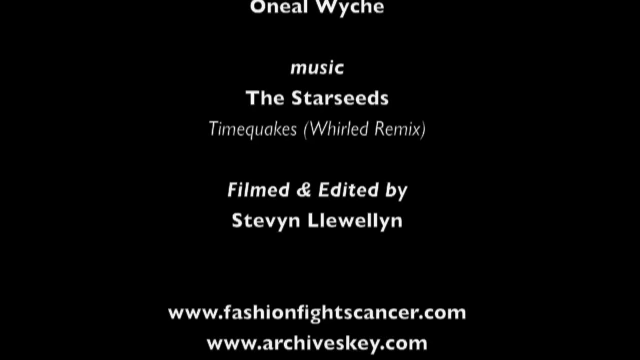 Oneal Wyche
music
The Starseeds
Timequakes (Whirled Remix)
Filmed & Edited by
Stevyn Llewellyn
www.fashionfightscancer.com
www.archiveskey.com